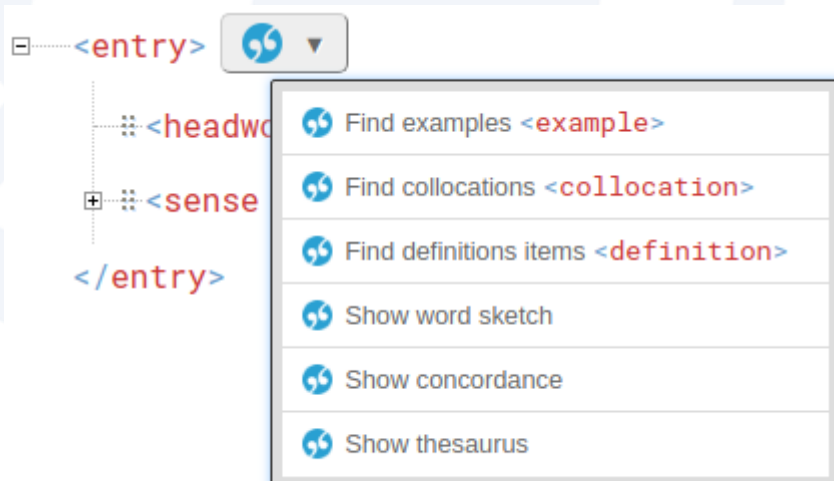 <entry>
Find examples <example>
<headwo
Find collocations <collocation>
<sense
Find definitions items <definition>
</entry>
Show word sketch
Show concordance
Show thesaurus